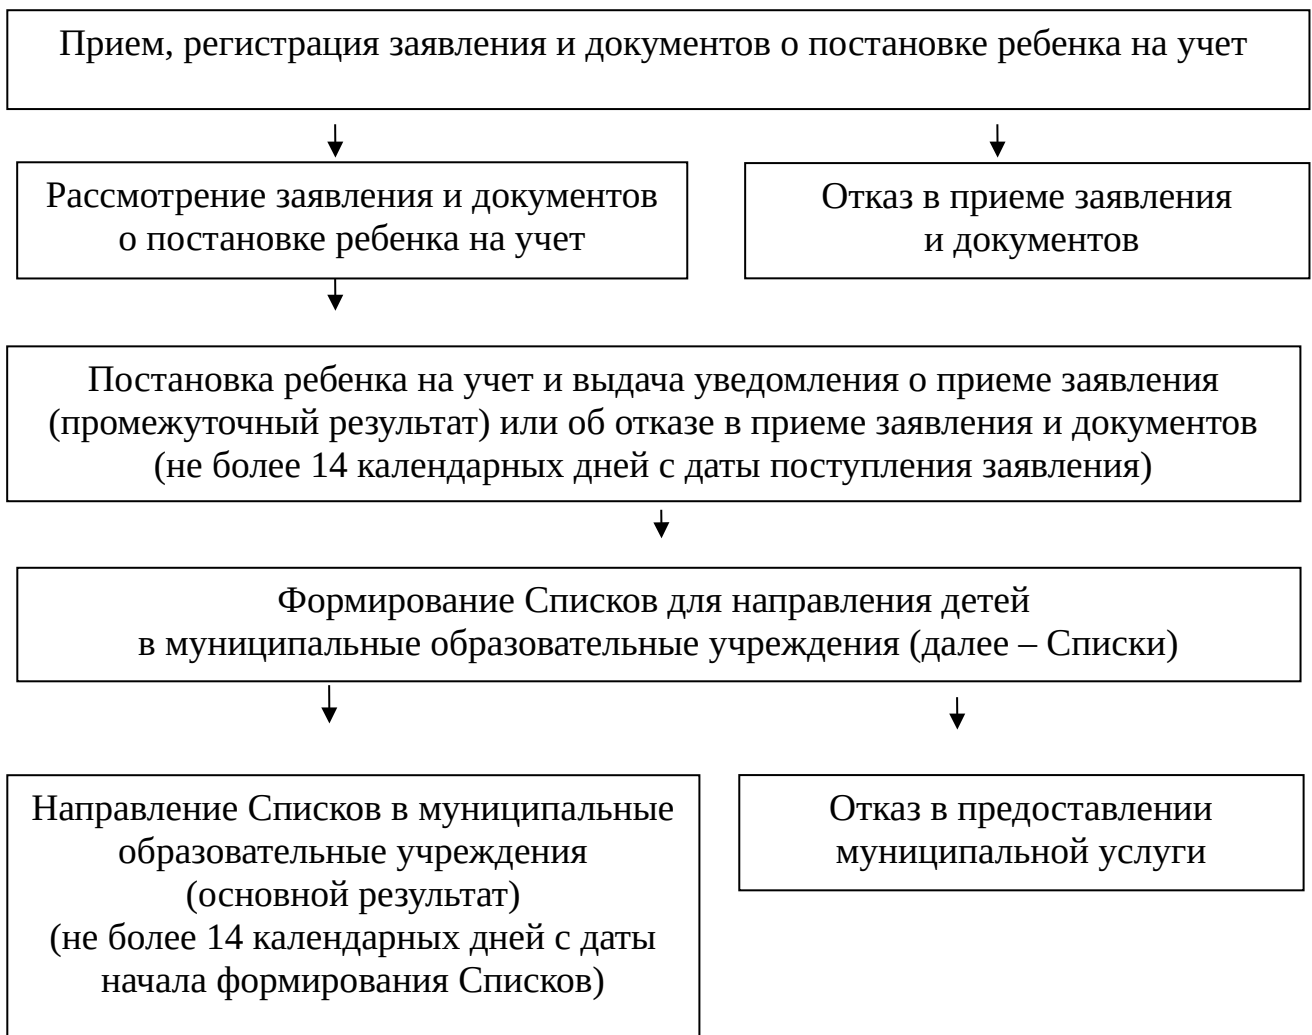 Прием, регистрация заявления и документов о постановке ребенка на учет
Рассмотрение заявления и документов
о постановке ребенка на учет
Отказ в приеме заявления
и документов
Постановка ребенка на учет и выдача уведомления о приеме заявления
(промежуточный результат) или об отказе в приеме заявления и документов
(не более 14 календарных дней с даты поступления заявления)
Формирование Списков для направления детей
в муниципальные образовательные учреждения (далее – Списки)
Направление Списков в муниципальные
образовательные учреждения
(основной результат)
(не более 14 календарных дней с даты
начала формирования Списков)
Отказ в предоставлении
муниципальной услуги